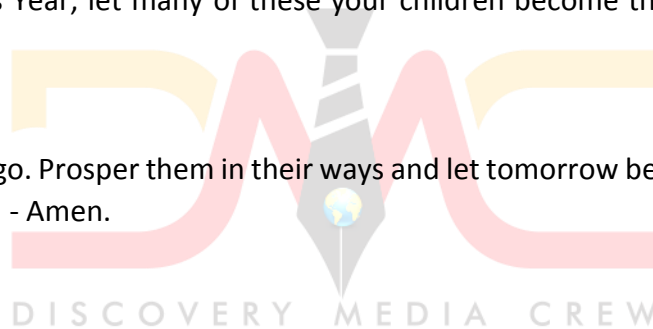 Year, let many of these your children become
go. Prosper them in their ways and let tomorrow be
- Amen.
DMC
DISCOVERY MEDIA CREW